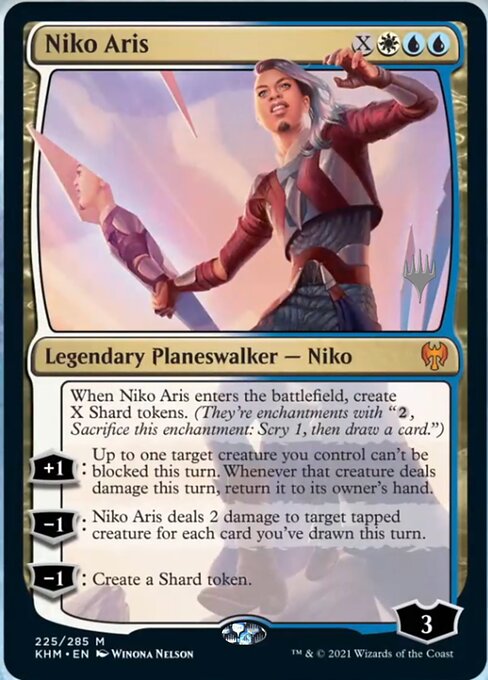 Niko Aris X
Legendary Planeswalker — Niko
When Niko Aris enters the battlefield, create
X Shard tokens. (They're enchantments with “2,
Sacrifice this enchantment: Scry 1, then draw a card.”)
+1: Up to one target creature you control can't be
blocked this turn. Whenever that creature deals
damage this turn, return it to its owner's hand.
-1: Niko Aris deals 2 damage to target tapped
creature for each card you've drawn this turn.
-1: Create a Shard token.
3
225/285 M
KHM • EN Winona Nelson ™ & © 2021 Wizards of the Coast